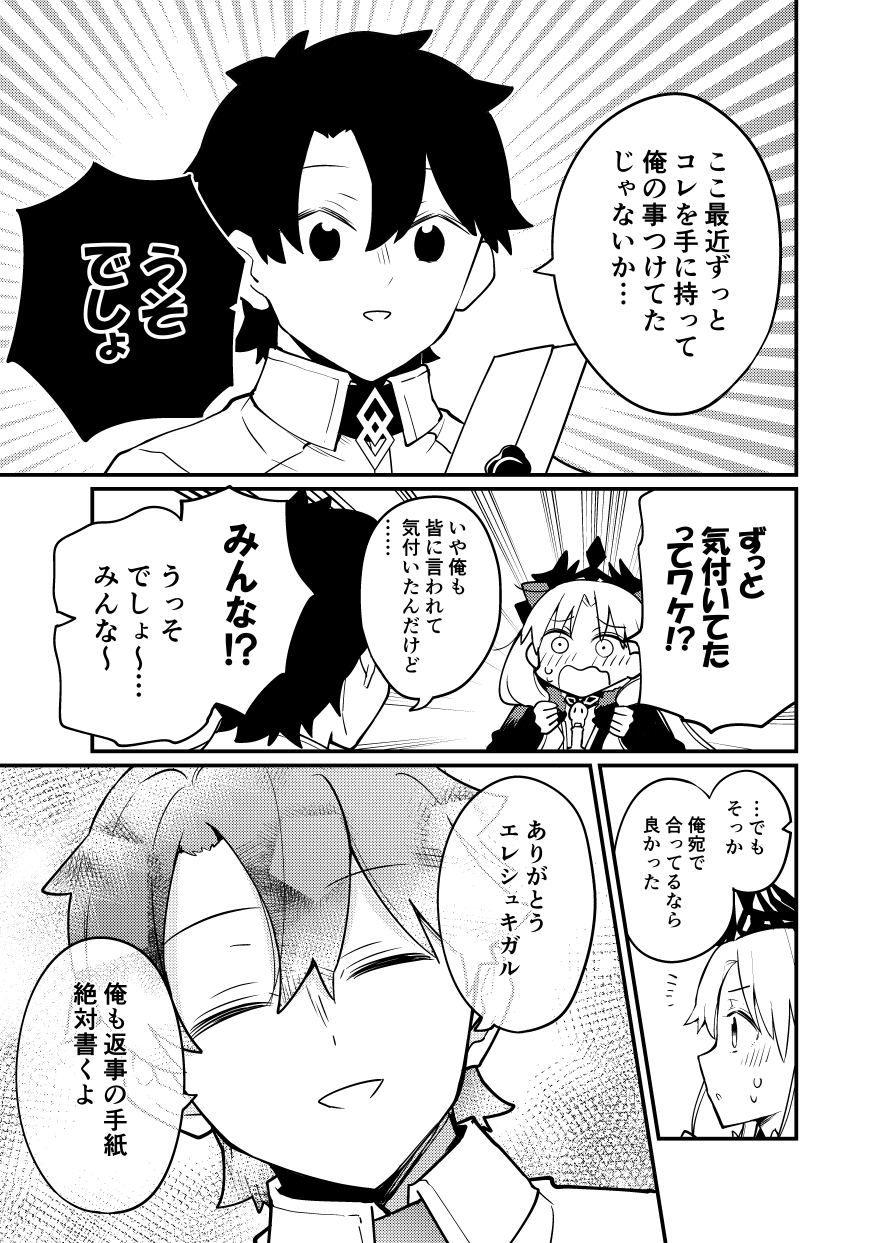 ここ最近ずっと
コレを手に持って
俺の事つけてた
じゃないか…
うそ
でしょ
ずっと
気付いてた
ってワケ!?
いや俺も
皆に言われて
気付いたんだけど
……
みんな!?
うっそ
でしょ～…
みんな～
…でも
そっか
俺宛で
合ってるなら
良かった
ありがとう
エレシュキガル
俺も返事の手紙
絶対書くよ